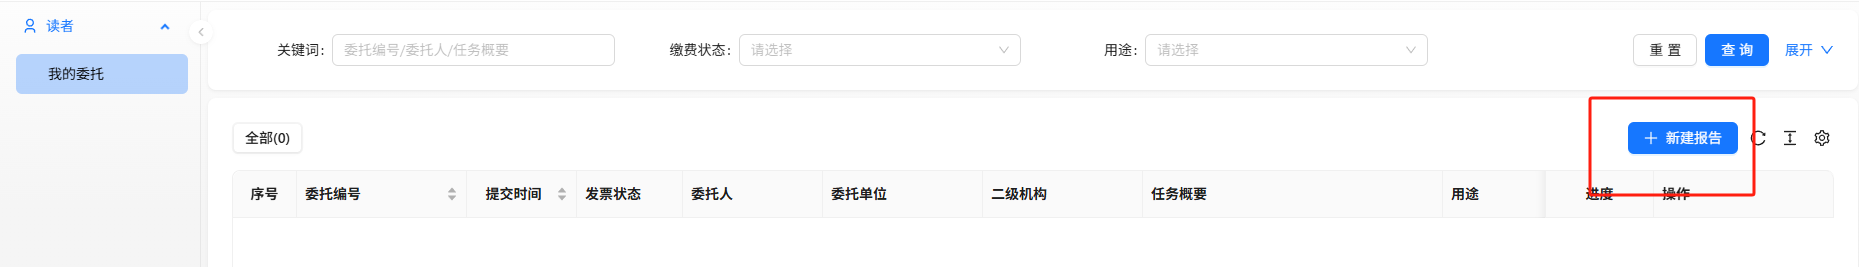 读者
我的委托
关键词: 委托编号/委托人/任务概要 缴费状态: 请选择 用途: 请选择 重置 查询 展开
全部(0) 新建报告
序号 委托编号 提交时间 发票状态 委托人 委托单位 二级机构 任务概要 用途 进度 操作